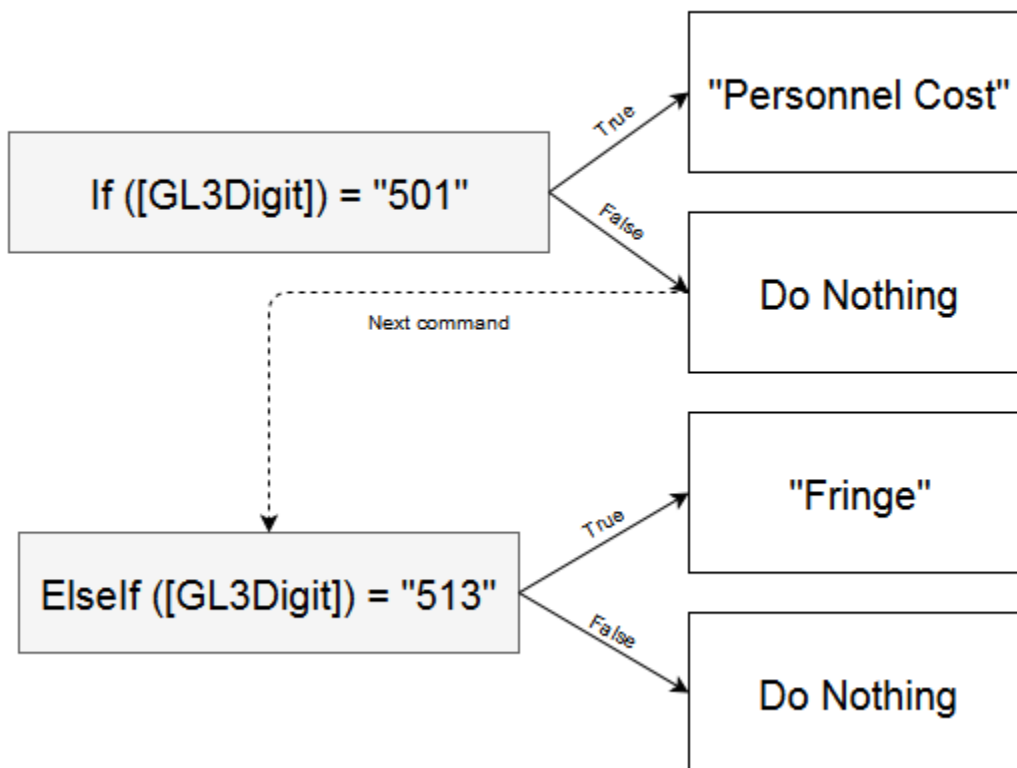 "Personnel Cost"
True
If ([GL3Digit]) = "501"
False
Do Nothing
Next command
"Fringe"
True
ElseIf ([GL3Digit]) = "513"
False
Do Nothing